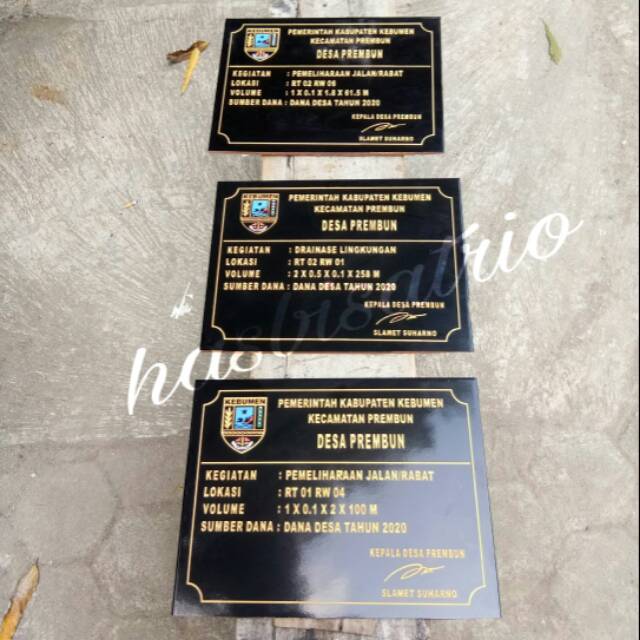 KEBUMEN
PEMERINTAH KABUPATEN KEBUMEN
KECAMATAN PREMBUN
DESA PREMBUN
KEGIATAN : PEMELIHARAAN JALAN/RABAT
LOKASI : RT 02 RW 05
SUMBER DANA : DANA DESA TAHUN 2020
KEPALA DESA PREMBUN
SLAMET SUHARNO
KEBUMEN
PEMERINTAH KABUPATEN KEBUMEN
KECAMATAN PREMBUN
DESA PREMBUN
KEGIATAN : DRAINASE LINGKUNGAN
LOKASI : RT 02 RW 01
VOLUME : 2 X 0.5 X 0.1 X 258 M
SUMBER DANA : DANA DESA TAHUN 2020
KEPALA DESA PREMBUN
SLAMET SUHARNO
hasbisatrio
KEBUMEN
PEMERINTAH KABUPATEN KEBUMEN
KECAMATAN PREMBUN
DESA PREMBUN
KEGIATAN : PEMELIHARAAN JALAN/RABAT
LOKASI : RT 01 RW 04
VOLUME : 1 X 0.1 X 2 X 100 M
SUMBER DANA : DANA DESA TAHUN 2020
KEPALA DESA PREMBUN
SLAMET SUHARNO